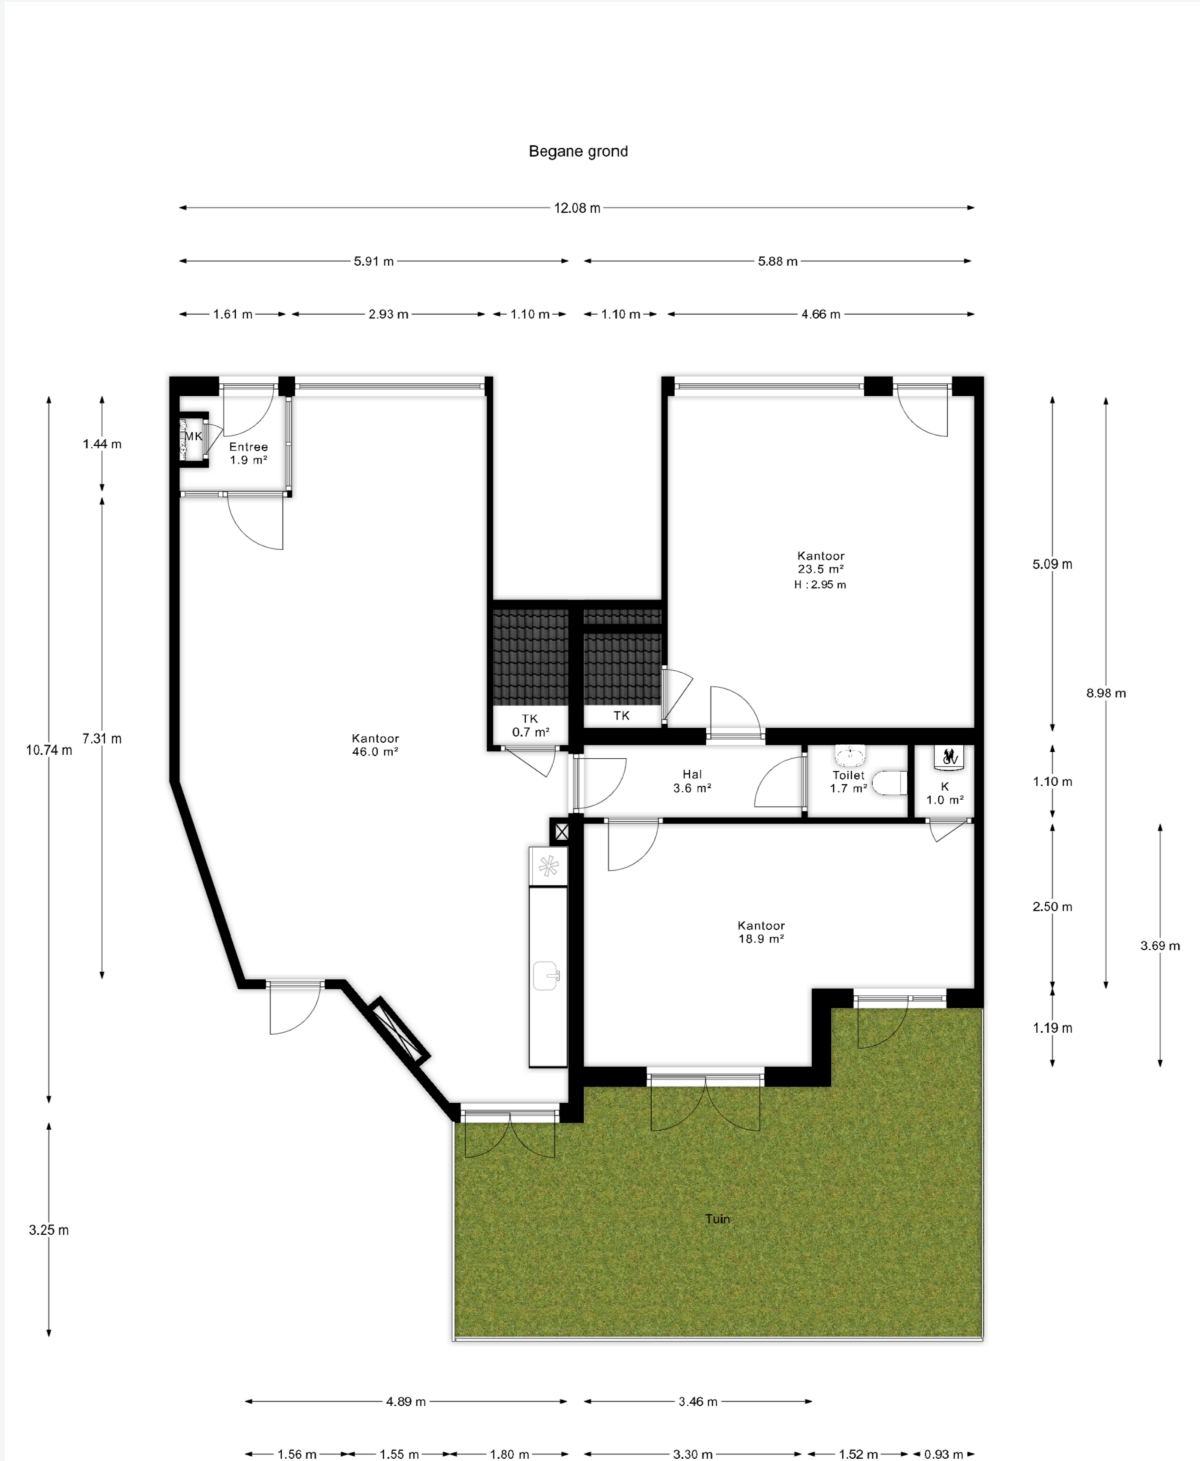 Begane grond
12.08 m
5.91 m
5.88 m
1.61 m
2.93 m
1.10 m
1.10 m
4.66 m
MK
Entree
1.9 m²
1.44 m
7.31 m
10.74 m
3.25 m
Kantoor
46.0 m²
TK
0.7 m²
TK
Kantoor
23.5 m²
H : 2.95 m
Hal
3.6 m²
Toilet
1.7 m²
CV
K
1.0 m²
Kantoor
18.9 m²
5.09 m
8.98 m
1.10 m
2.50 m
3.69 m
1.19 m
Tuin
4.89 m
3.46 m
1.56 m
1.55 m
1.80 m
3.30 m
1.52 m
0.93 m